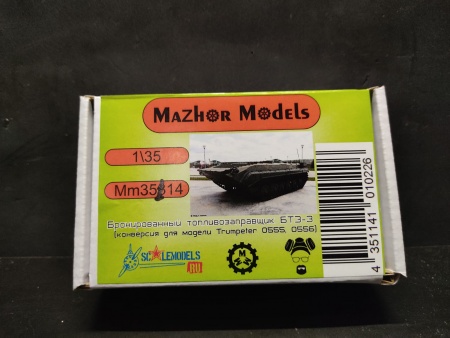 MAZHOR MODELS
1\35
Mm35314
Бронированный топливозаправщик БТЗ-3
(конверсия для модели Trumpeter 0555, 0556)
SCALEMODELS
.RU
M
4 351141 010226